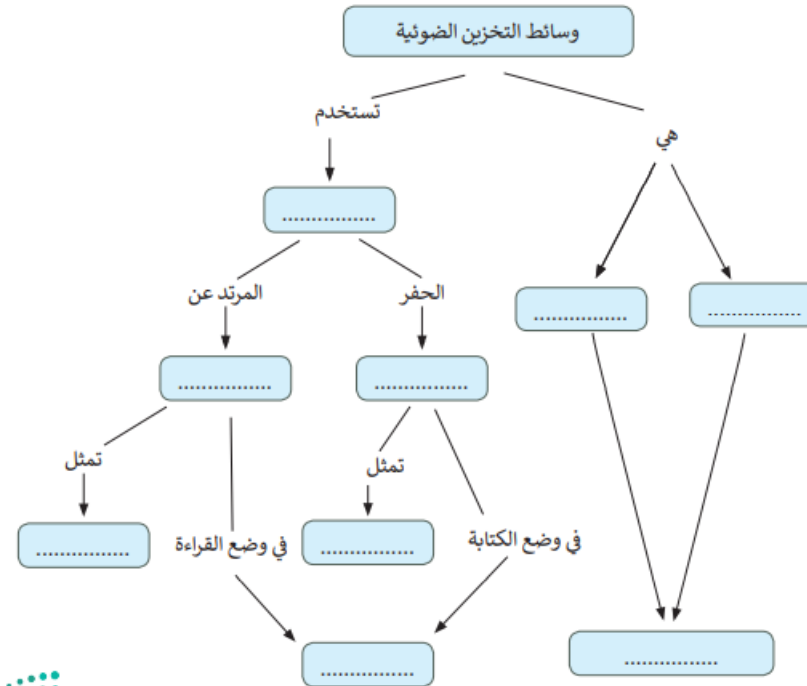 وسائط التخزين الضوئية
تستخدم
هي
................
................
................
المرتد عن
الحفر
................
................
تمثل
تمثل
................
في وضع القراءة
................
في وضع الكتابة
................
................